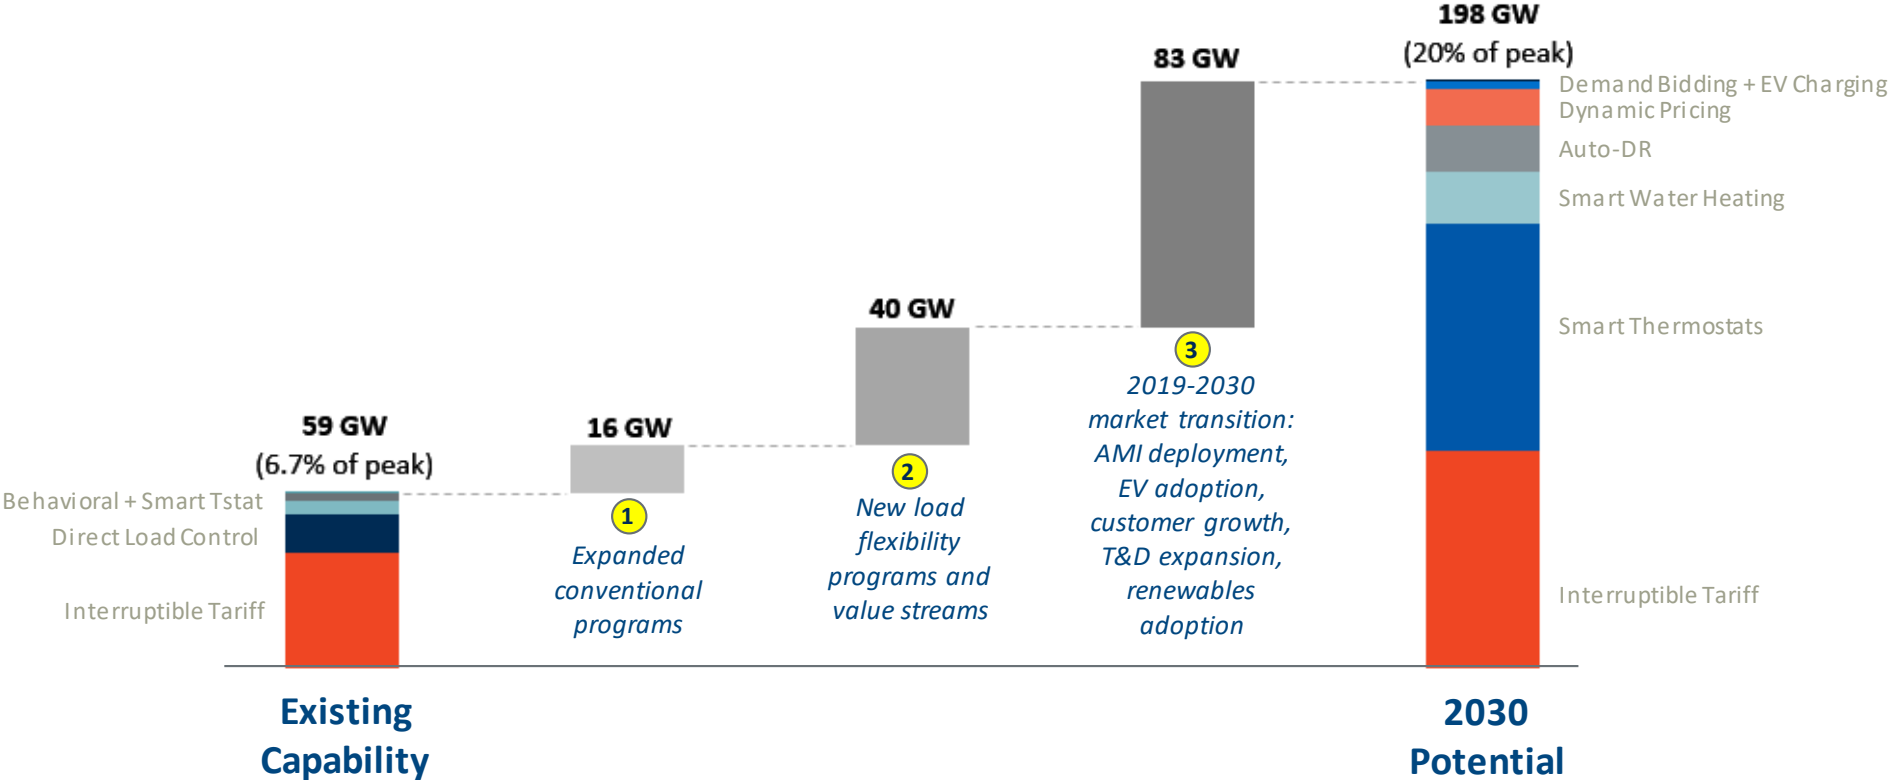 59 GW
(6.7% of peak)
Behavioral + Smart Tstat
Direct Load Control
Interruptible Tariff
Existing
Capability
16 GW
1
Expanded
conventional
programs
40 GW
2
New load
flexibility
programs and
value streams
83 GW
3
2019-2030
market transition:
AMI deployment,
EV adoption,
customer growth,
T&D expansion,
renewables
adoption
198 GW
(20% of peak)
Demand Bidding + EV Charging
Dynamic Pricing
Auto-DR
Smart Water Heating
Smart Thermostats
Interruptible Tariff
2030
Potential